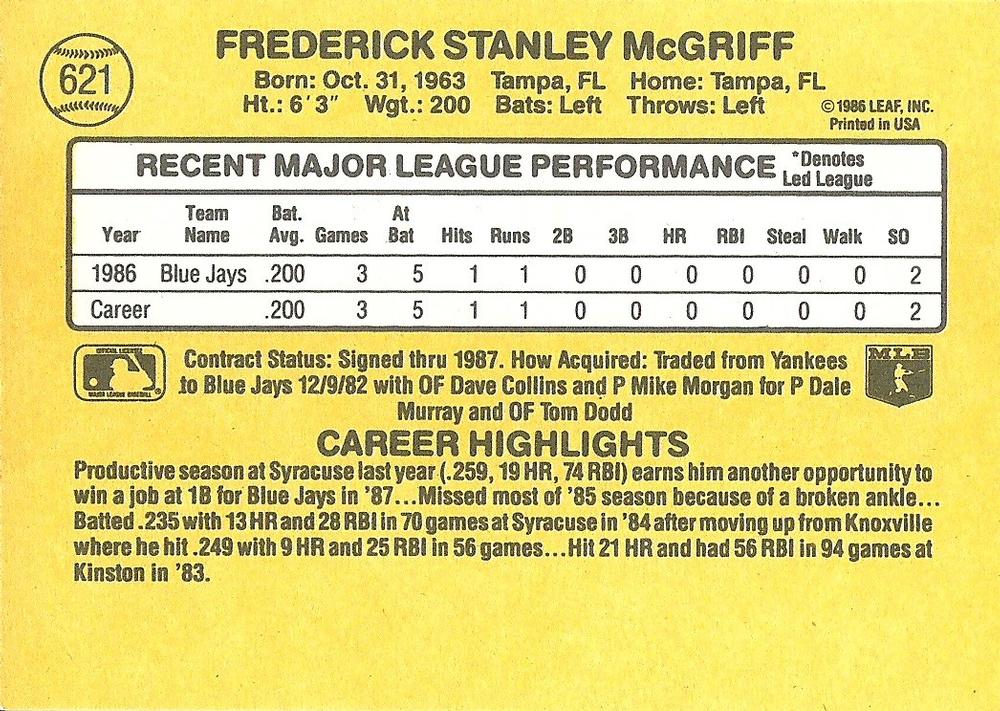 621
FREDERICK STANLEY McGRIFF
Born: Oct. 31, 1963 Tampa, FL Home: Tampa, FL
Ht.: 6'3" Wgt.: 200 Bats: Left Throws: Left
©1986 LEAF, INC.
Printed in USA
RECENT MAJOR LEAGUE PERFORMANCE
*Denotes
Led League
Year Team Name Bat. Avg. Games At Bat Hits Runs 2B 3B HR RBI Steal Walk SO
1986 Blue Jays .200 3 5 1 1 0 0 0 0 0 0 2
Career .200 3 5 1 1 0 0 0 0 0 0 2
OFFICIAL LICENSEE
MAJOR LEAGUE BASEBALL
MLB
Contract Status: Signed thru 1987. How Acquired: Traded from Yankees
to Blue Jays 12/9/82 with OF Dave Collins and P Mike Morgan for P Dale
Murray and OF Tom Dodd
CAREER HIGHLIGHTS
Productive season at Syracuse last year (.259, 19 HR, 74 RBI) earns him another opportunity to
win a job at 1B for Blue Jays in '87...Missed most of '85 season because of a broken ankle...
Batted .235 with 13 HR and 28 RBI in 70 games at Syracuse in '84 after moving up from Knoxville
where he hit .249 with 9 HR and 25 RBI in 56 games...Hit 21 HR and had 56 RBI in 94 games at
Kinston in '83.